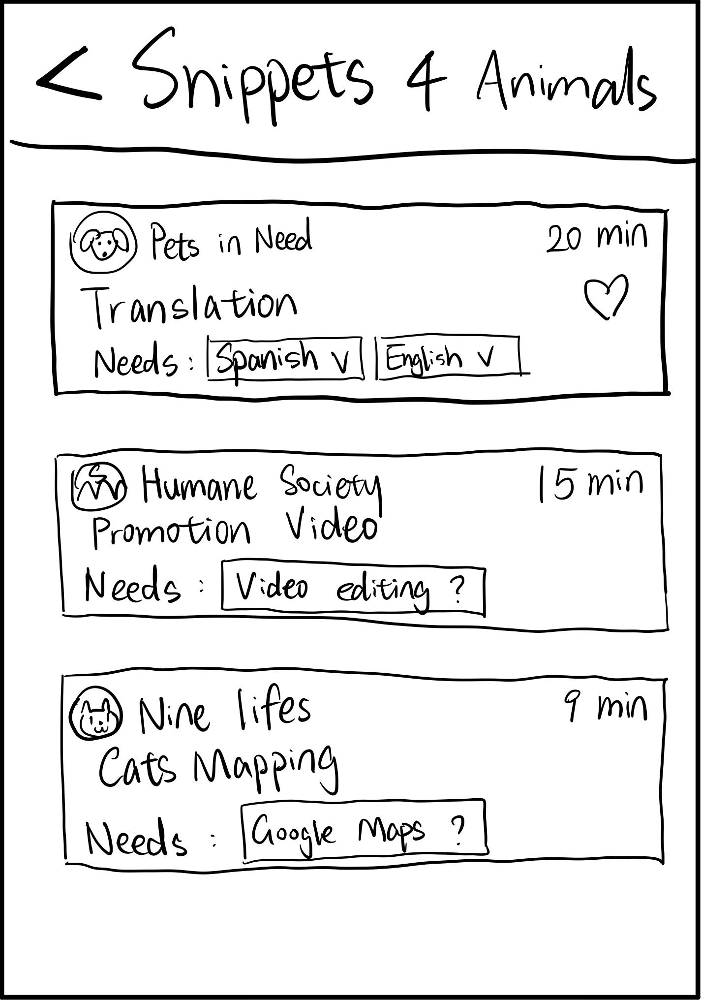 < Snippets 4 Animals
Pets in Need 20 min
Translation
Needs: Spanish v English v
Humane Society 15 min
Promotion Video
Needs: Video editing ?
Nine lifes 9 min
Cats Mapping
Needs: Google Maps ?